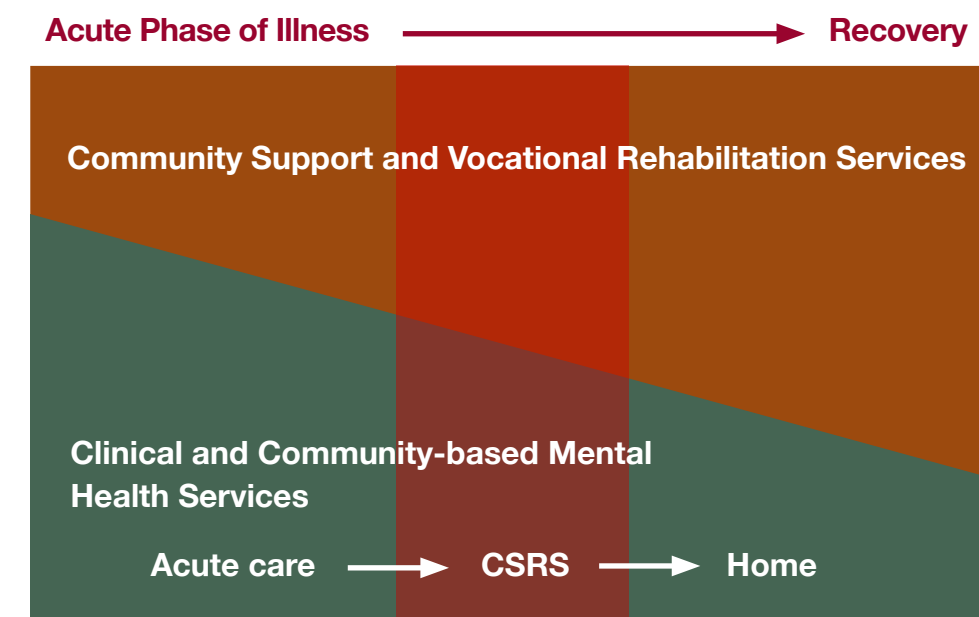 Acute Phase of Illness Recovery
Community Support and Vocational Rehabilitation Services
Clinical and Community-based Mental
Health Services
Acute care CSRS Home